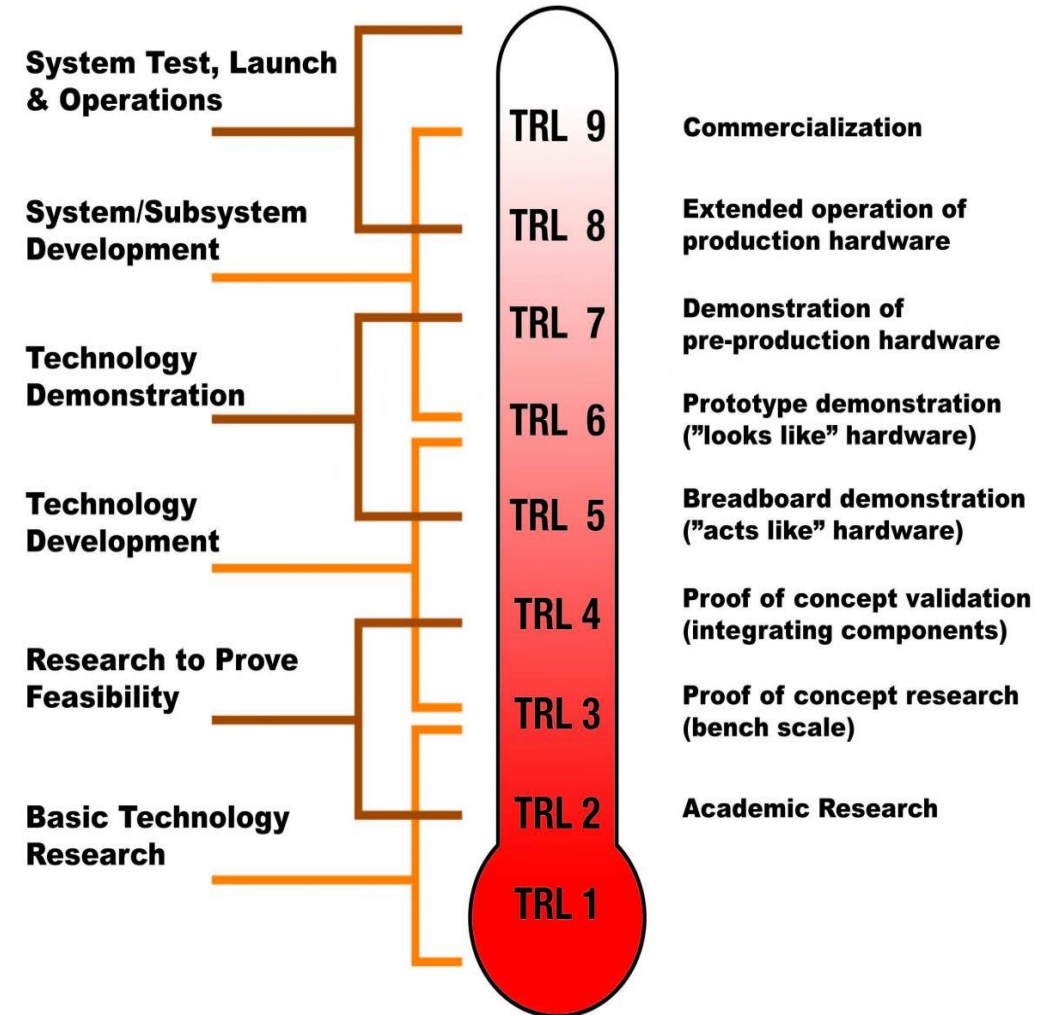 System Test, Launch
& Operations
System/Subsystem
Development
Technology
Demonstration
Technology
Development
Research to Prove
Feasibility
Basic Technology
Research
TRL 9
TRL 8
TRL 7
TRL 6
TRL 5
TRL 4
TRL 3
TRL 2
TRL 1
Commercialization
Extended operation of
production hardware
Demonstration of
pre-production hardware
Prototype demonstration
(”looks like” hardware)
Breadboard demonstration
(”acts like” hardware)
Proof of concept validation
(integrating components)
Proof of concept research
(bench scale)
Academic Research